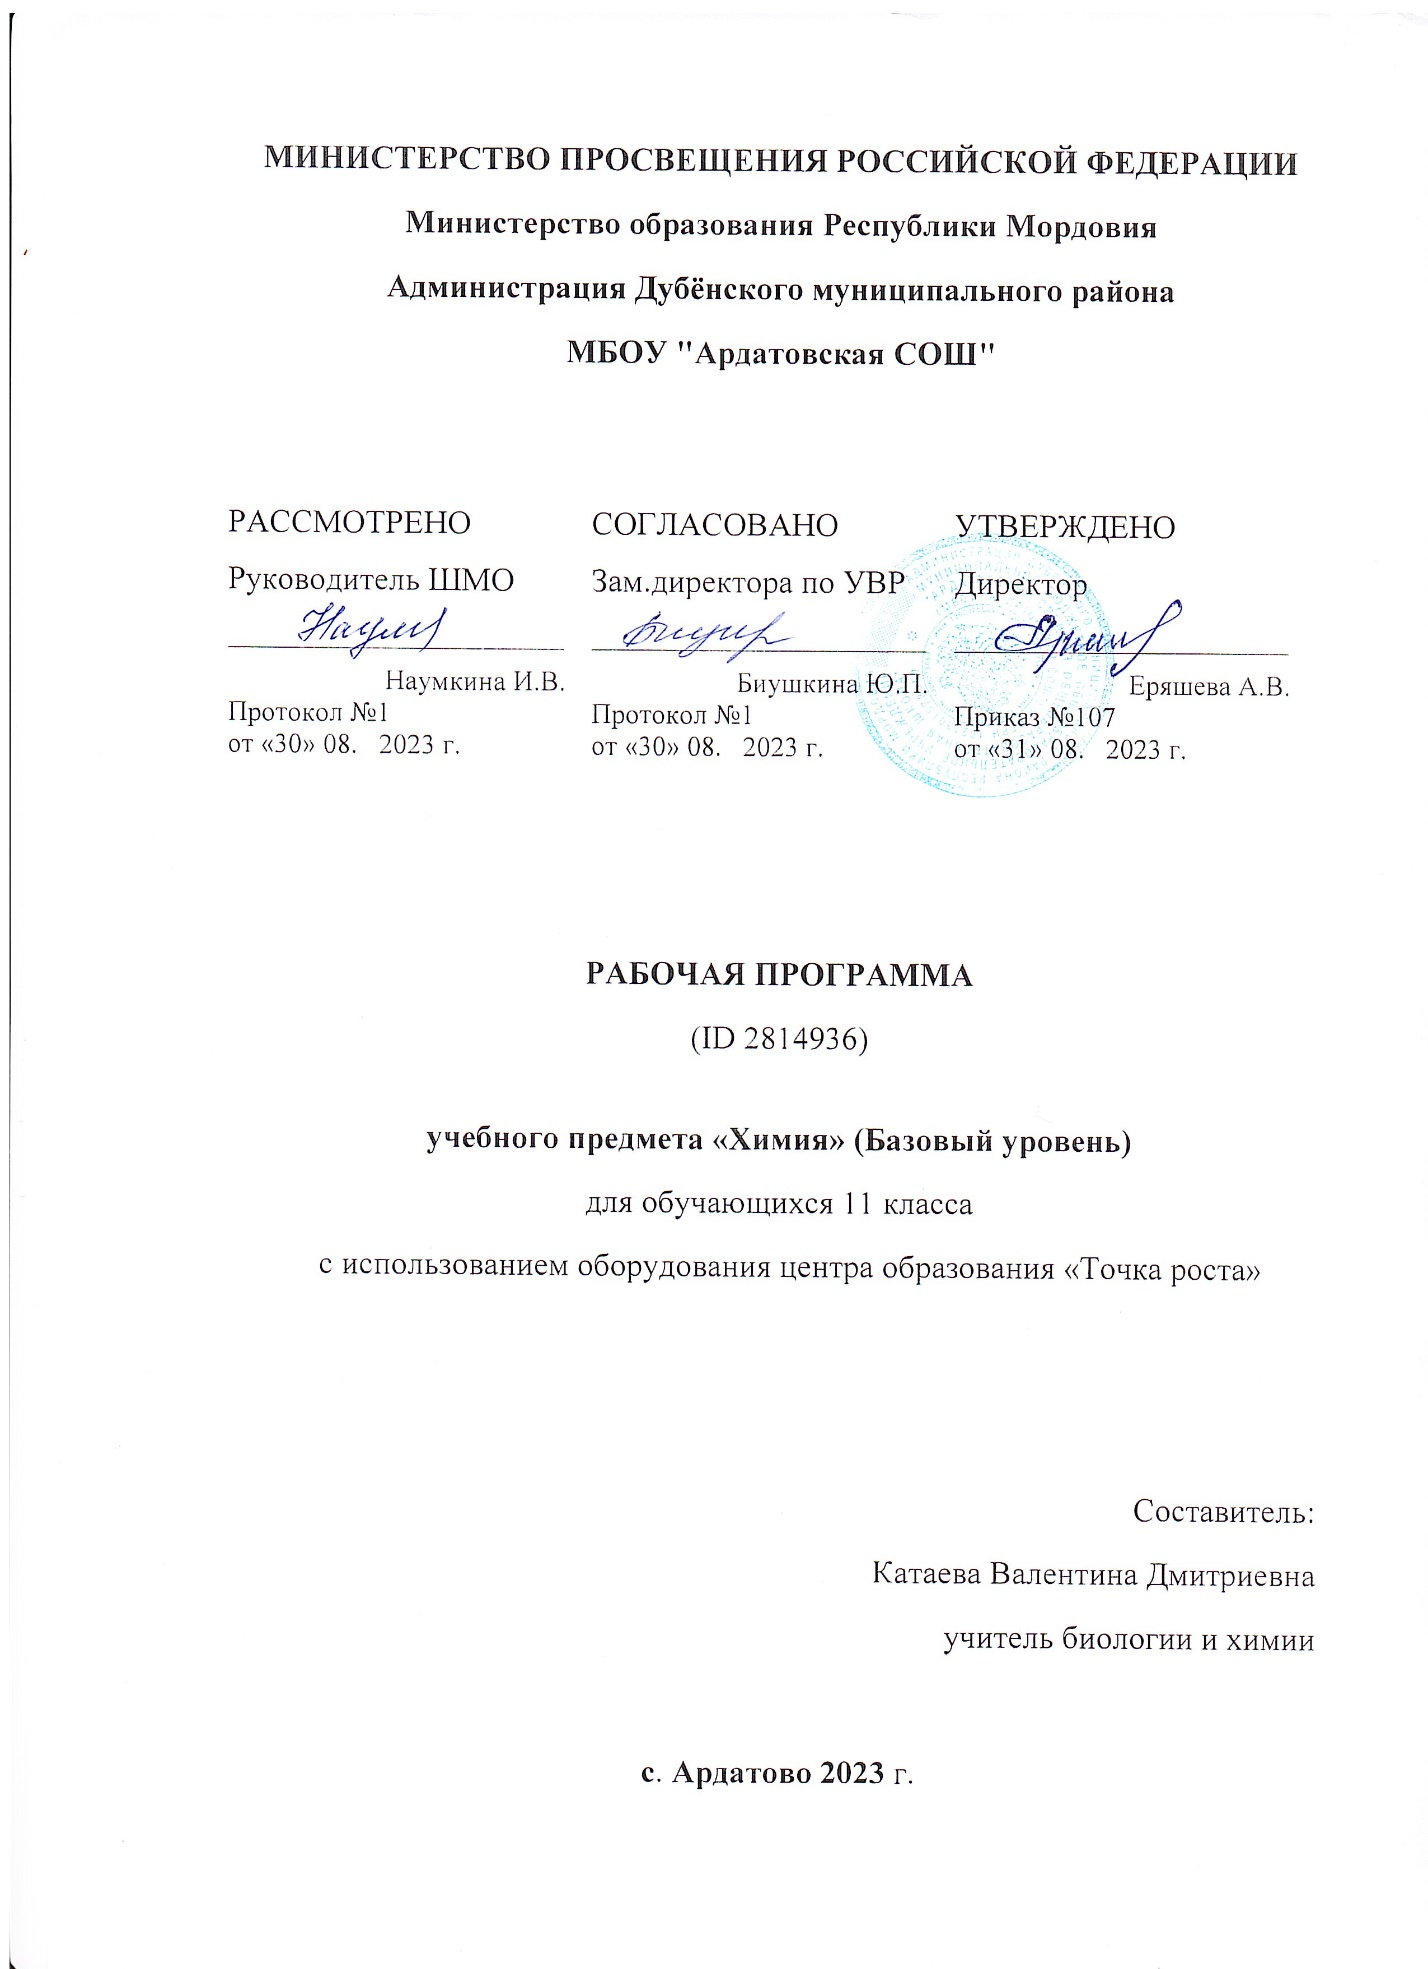 МИНИСТЕРСТВО ПРОСВЕЩЕНИЯ РОССИЙСКОЙ ФЕДЕРАЦИИ
Министерство образования Республики Мордовия
Администрация Дубёнского муниципального района
МБОУ "Ардатовская СОШ"
РАССМОТРЕНО
Руководитель ШМО
Наумкина И.В.
Протокол №1
от «30» 08. 2023 г.
СОГЛАСОВАНО
Зам.директора по УВР
Биушкина Ю.П.
Протокол №1
от «30» 08. 2023 г.
УТВЕРЖДЕНО
Директор
Еряшева А.В.
Приказ №107
от «31» 08. 2023 г.
РАБОЧАЯ ПРОГРАММА
(ID 2814936)
учебного предмета «Химия» (Базовый уровень)
для обучающихся 11 класса
с использованием оборудования центра образования «Точка роста»
Составитель:
Катаева Валентина Дмитриевна
учитель биологии и химии
с. Ардатово 2023 г.